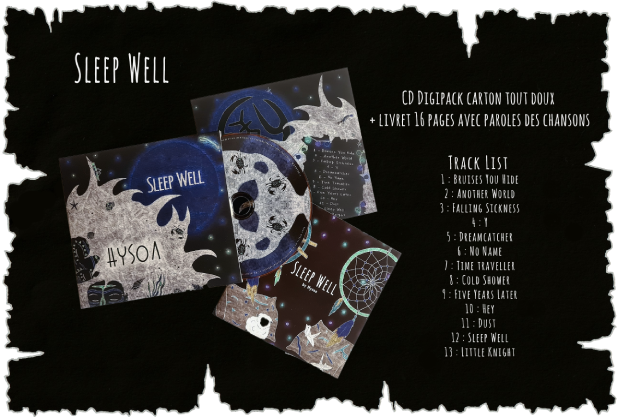 Sleep Well
CD Digipack carton tout doux
+ livret 16 pages avec paroles des chansons
Track List
1 : Bruises You Hide
2 : Another World
3 : Falling Sickness
4 : Y
5 : Dreamcatcher
6 : No Name
7 : Time traveller
8 : Cold Shower
9 : Five Years Later
10 : Hey
11 : Dust
12 : Sleep Well
13 : Little Knight
Sleep Well
Hysoa
Sleep Well
by Hysoa